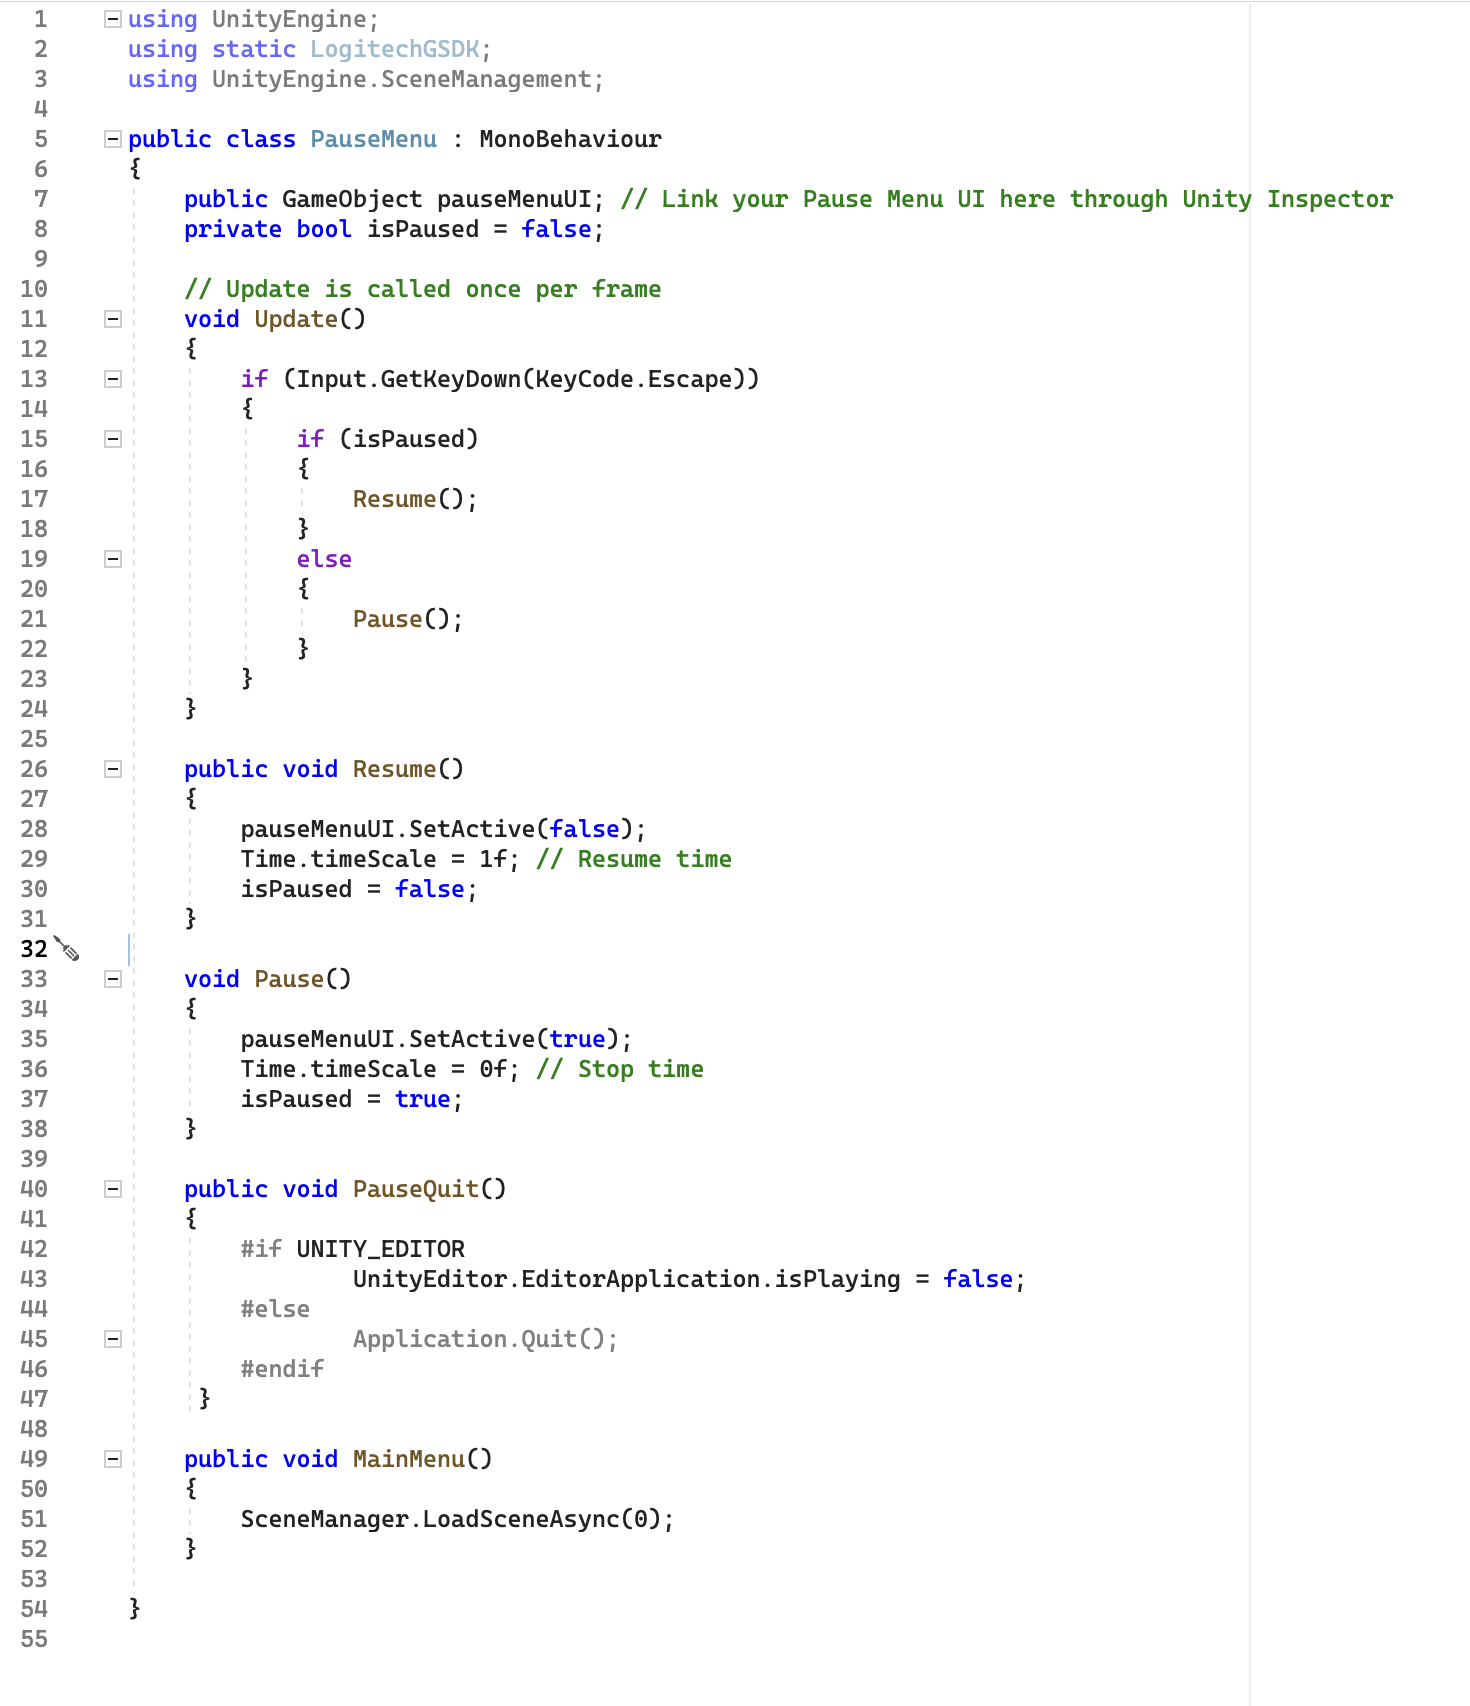 1 using UnityEngine;
2 using static LogitechGSDK;
3 using UnityEngine.SceneManagement;
4
5 public class PauseMenu : MonoBehaviour
6 {
7     public GameObject pauseMenuUI; // Link your Pause Menu UI here through Unity Inspector
8     private bool isPaused = false;
9
10     // Update is called once per frame
11     void Update()
12     {
13         if (Input.GetKeyDown(KeyCode.Escape))
14         {
15             if (isPaused)
16             {
17                 Resume();
18             }
19             else
20             {
21                 Pause();
22             }
23         }
24     }
25
26     public void Resume()
27     {
28         pauseMenuUI.SetActive(false);
29         Time.timeScale = 1f; // Resume time
30         isPaused = false;
31     }
32
33     void Pause()
34     {
35         pauseMenuUI.SetActive(true);
36         Time.timeScale = 0f; // Stop time
37         isPaused = true;
38     }
39
40     public void PauseQuit()
41     {
42         #if UNITY_EDITOR
43                 UnityEditor.EditorApplication.isPlaying = false;
44         #else
45                 Application.Quit();
46         #endif
47      }
48
49     public void MainMenu()
50     {
51         SceneManager.LoadSceneAsync(0);
52     }
53
54 }
55